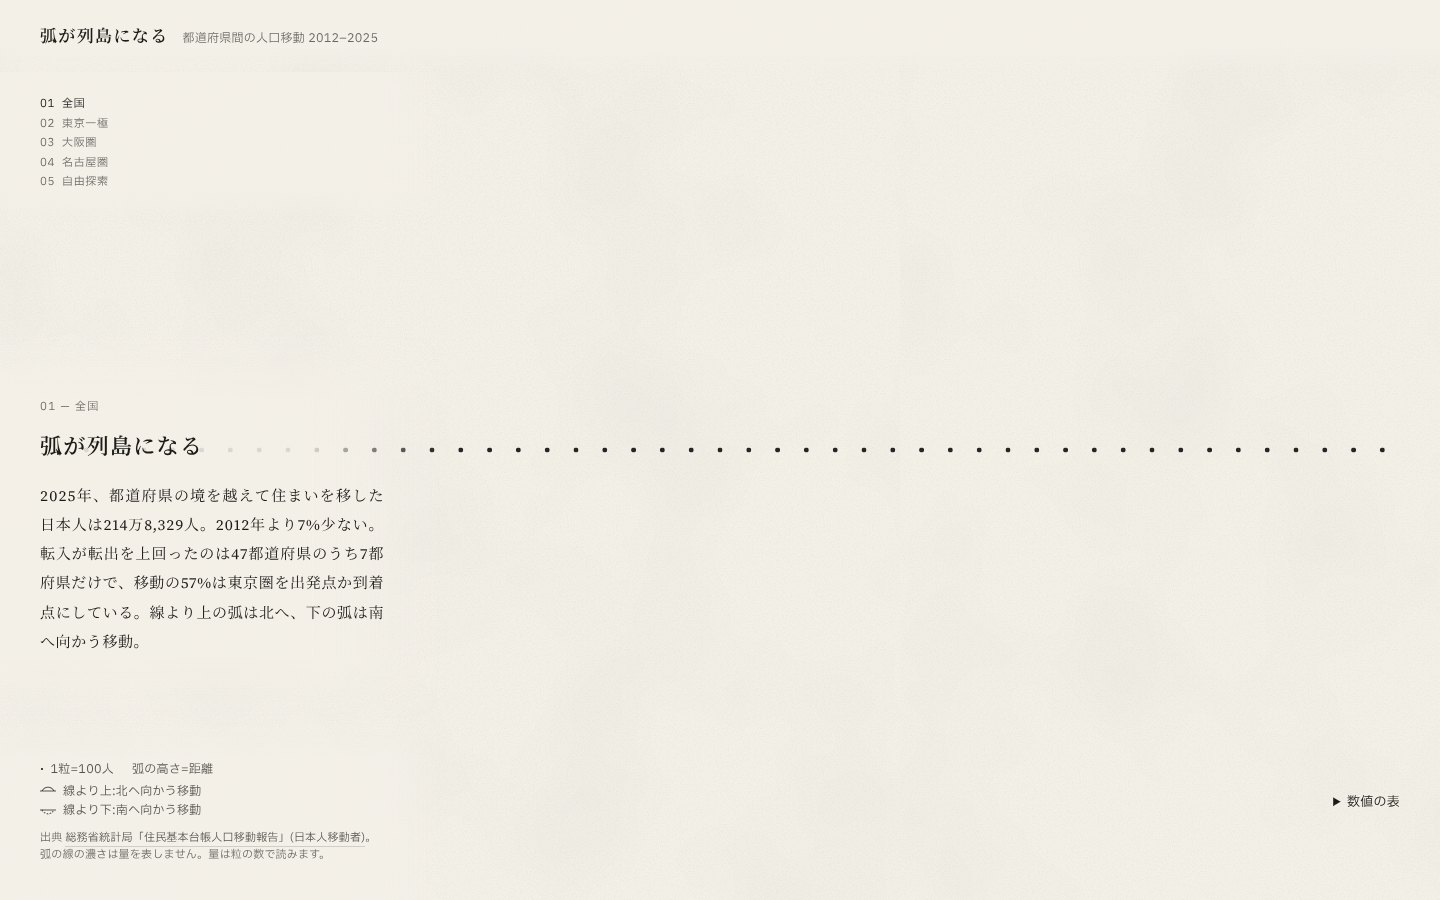 弧が列島になる 都道府県間の人口移動 2012–2025
01 全国
02 東京一極
03 大阪圏
04 名古屋圏
05 自由探索
01 — 全国
弧が列島になる
2025年、都道府県の境を越えて住まいを移した
日本人は214万8,329人。2012年より7%少ない。
転入が転出を上回ったのは47都道府県のうち7都
府県だけで、移動の57%は東京圏を出発点か到着
点にしている。線より上の弧は北へ、下の弧は南
へ向かう移動。
・1粒=100人 弧の高さ=距離
線より上:北へ向かう移動
線より下:南へ向かう移動
▶ 数値の表
出典 総務省統計局「住民基本台帳人口移動報告」(日本人移動者)。
弧の線の濃さは量を表しません。量は粒の数で読みます。